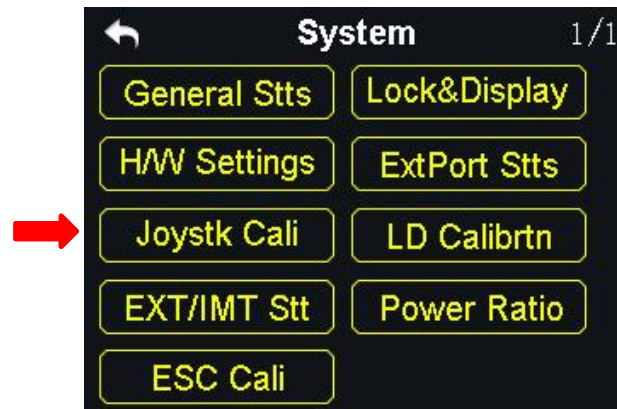 System 1/1
General Stts Lock&Display
H/W Settings ExtPort Stts
Joystk Cali LD Calibrtn
EXT/IMT Stt Power Ratio
ESC Cali